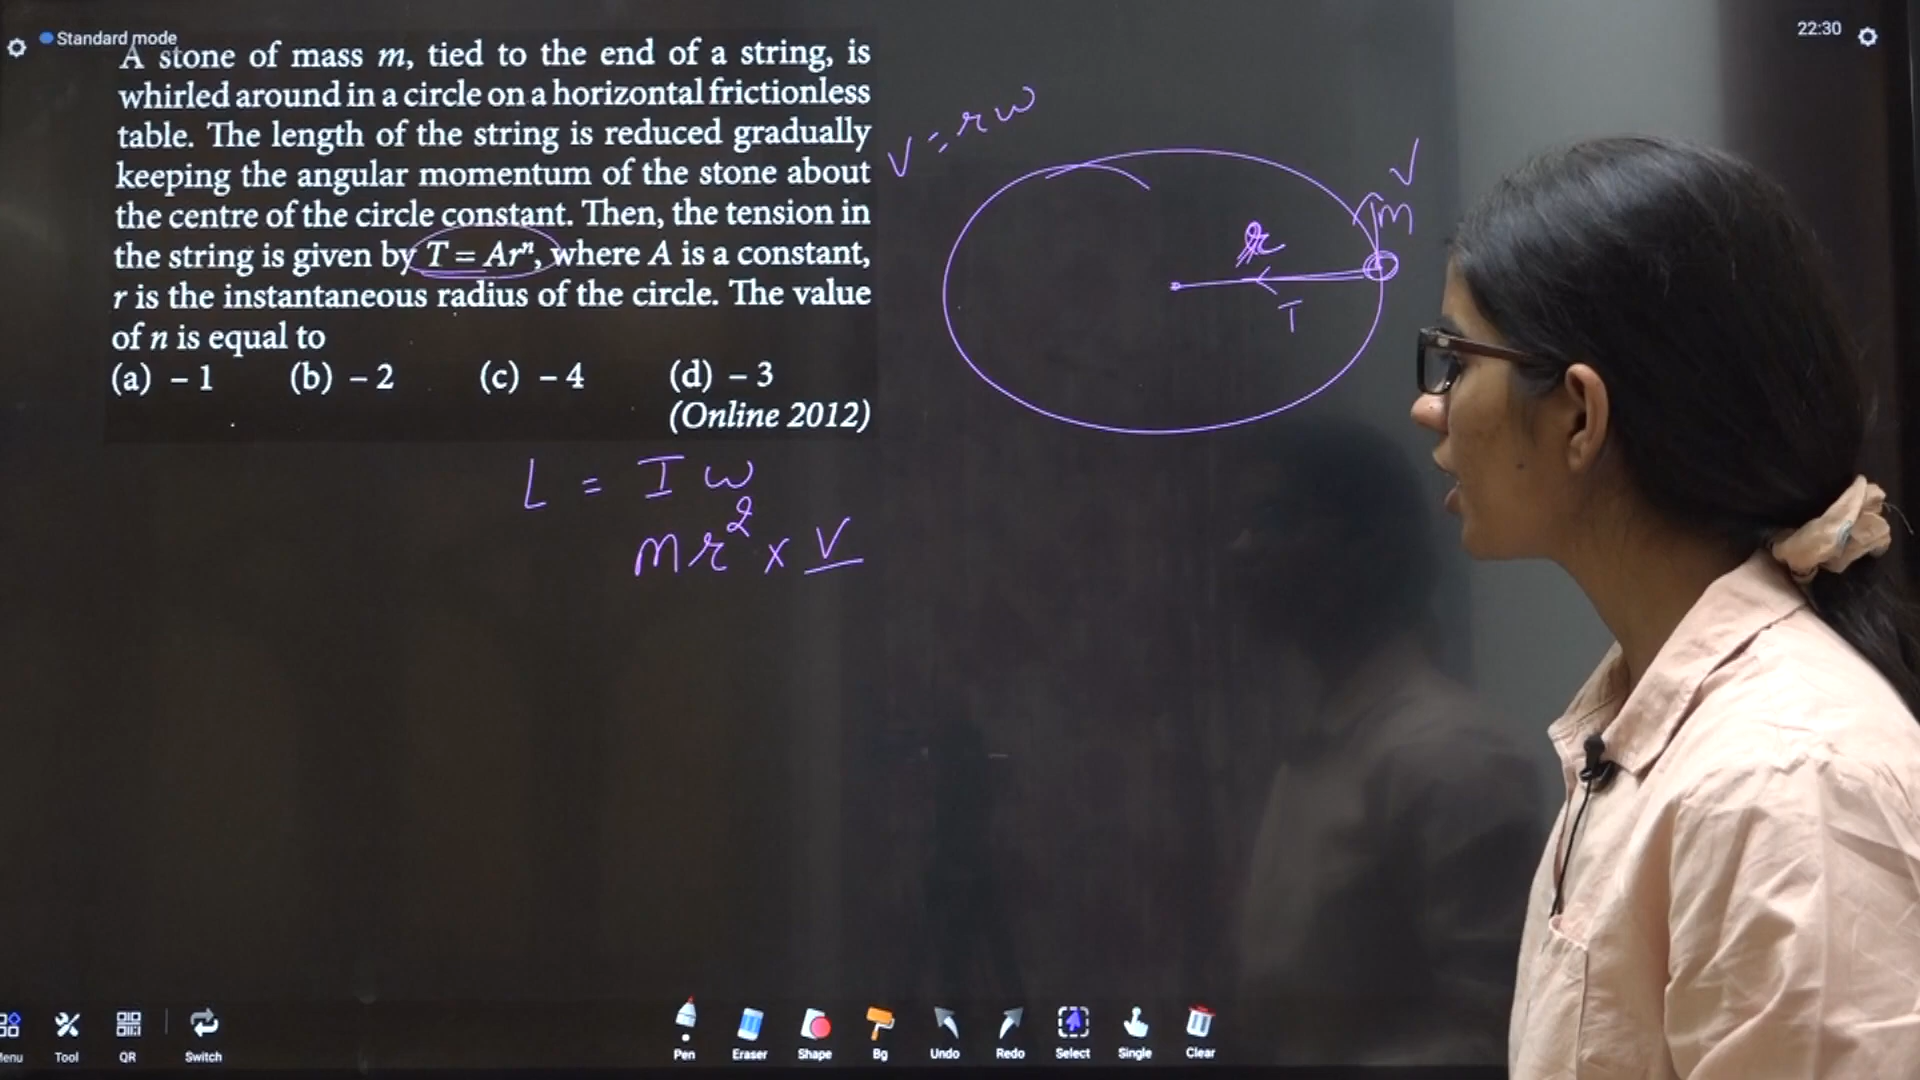 Standard mode
22:30
A stone of mass m, tied to the end of a string, is
whirled around in a circle on a horizontal frictionless
table. The length of the string is reduced gradually
keeping the angular momentum of the stone about
the centre of the circle constant. Then, the tension in
the string is given by T = Arⁿ, where A is a constant,
r is the instantaneous radius of the circle. The value
of n is equal to
(a) – 1 (b) – 2 (c) – 4 (d) – 3
(Online 2012)
V = rω
V
m
r
T
L = I ω
mr² × V
Menu Tool QR Switch Pen Eraser Shape Bg Undo Redo Select Single Clear